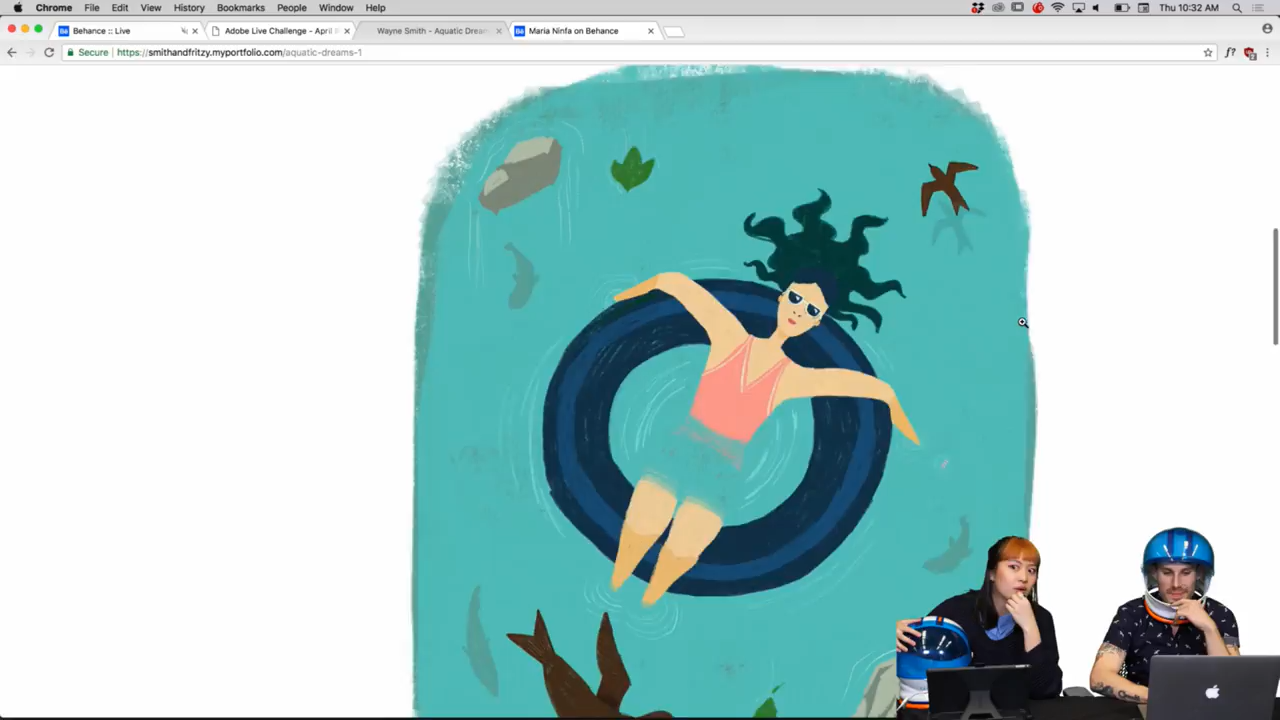 Chrome File Edit View History Bookmarks People Window Help Thu 10:32 AM
Behance :: Live Adobe Live Challenge - April Wayne Smith - Aquatic Drea Maria Ninfa on Behance
Secure https://smithandfritzy.myportfolio.com/aquatic-dreams-1 f?